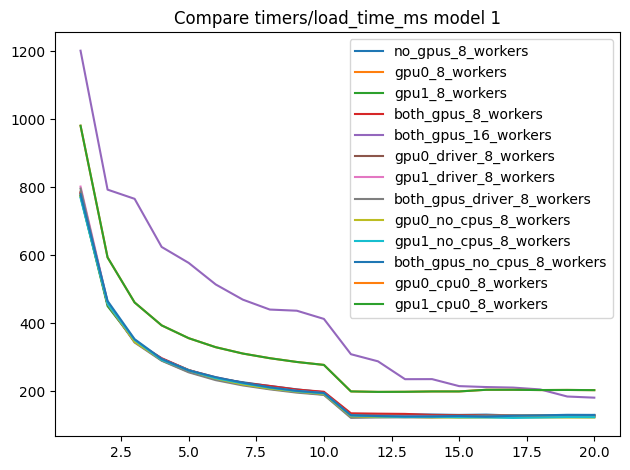 Compare timers/load_time_ms model 1
1200
1000
800
600
400
200
no_gpus_8_workers
gpu0_8_workers
gpu1_8_workers
both_gpus_8_workers
both_gpus_16_workers
gpu0_driver_8_workers
gpu1_driver_8_workers
both_gpus_driver_8_workers
gpu0_no_cpus_8_workers
gpu1_no_cpus_8_workers
both_gpus_no_cpus_8_workers
gpu0_cpu0_8_workers
gpu1_cpu0_8_workers
2.5 5.0 7.5 10.0 12.5 15.0 17.5 20.0